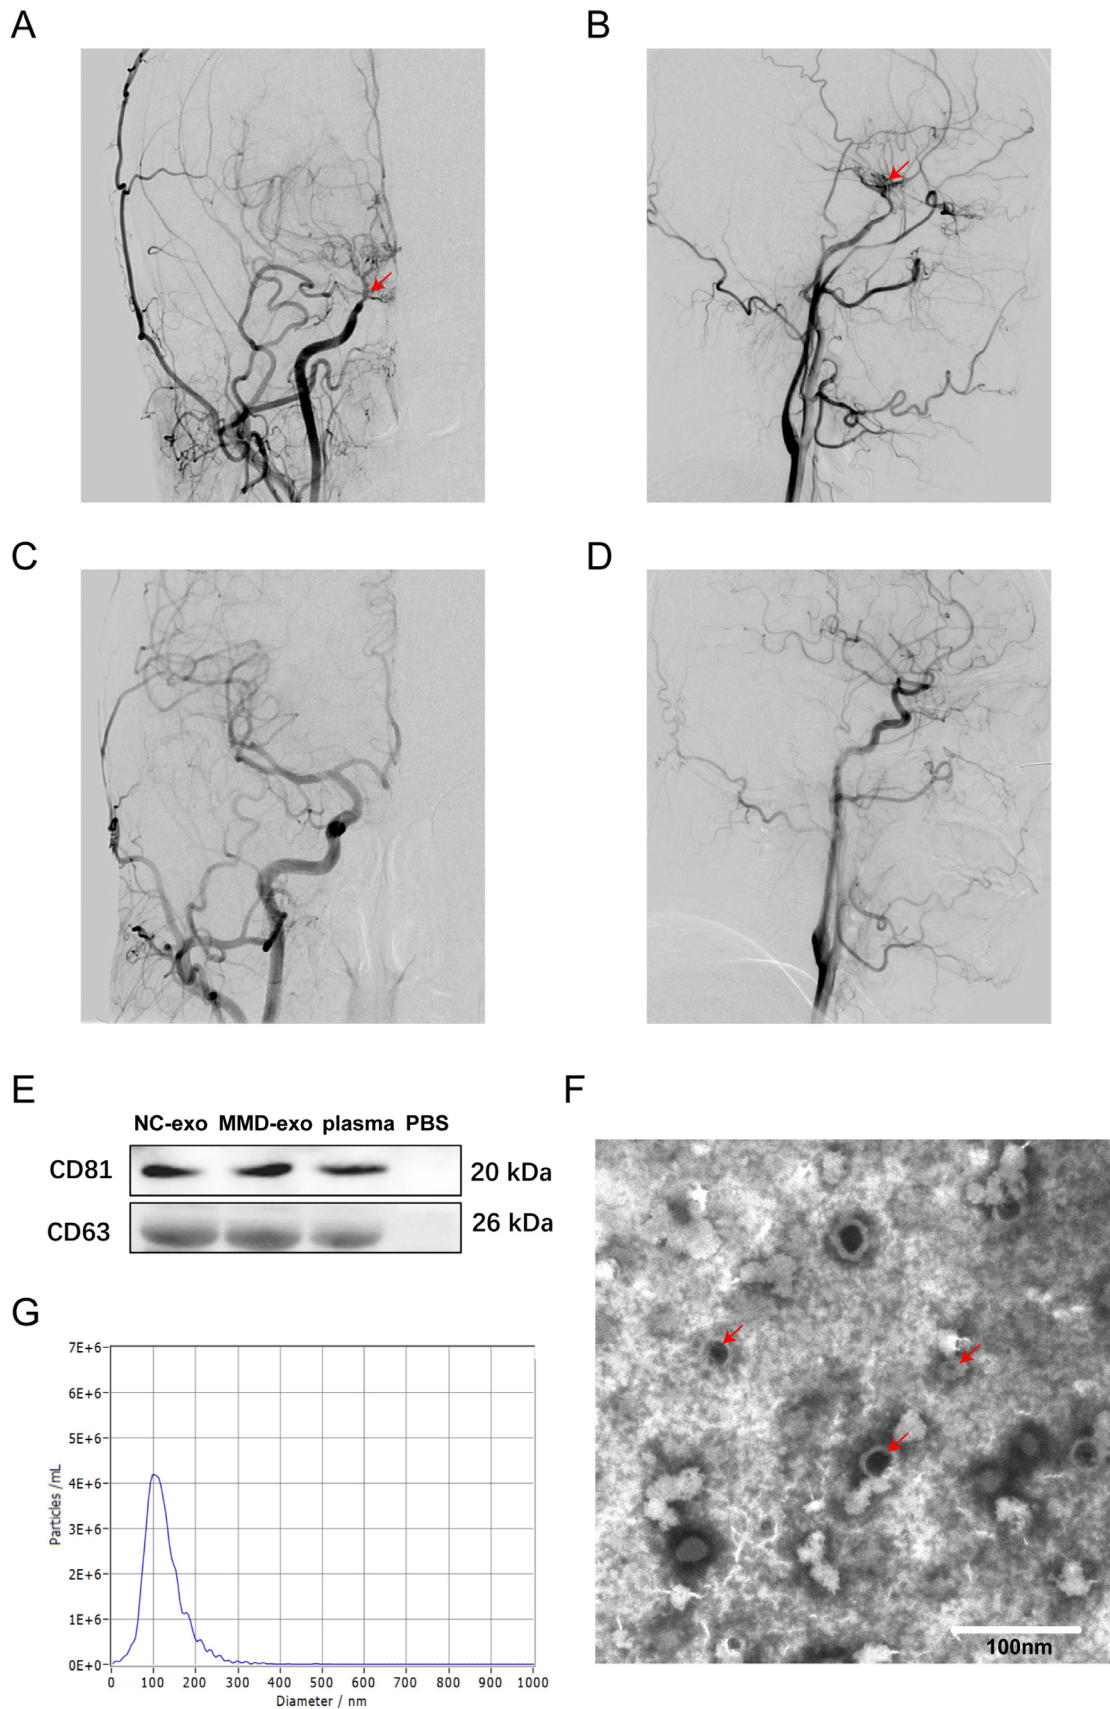 A
B
C
D
E
NC-exo MMD-exo plasma PBS
CD81
20 kDa
CD63
26 kDa
F
100nm
G
7E+6
6E+6
5E+6
4E+6
3E+6
2E+6
1E+6
0E+0
Particles /mL
0 100 200 300 400 500 600 700 800 900 1000
Diameter / nm